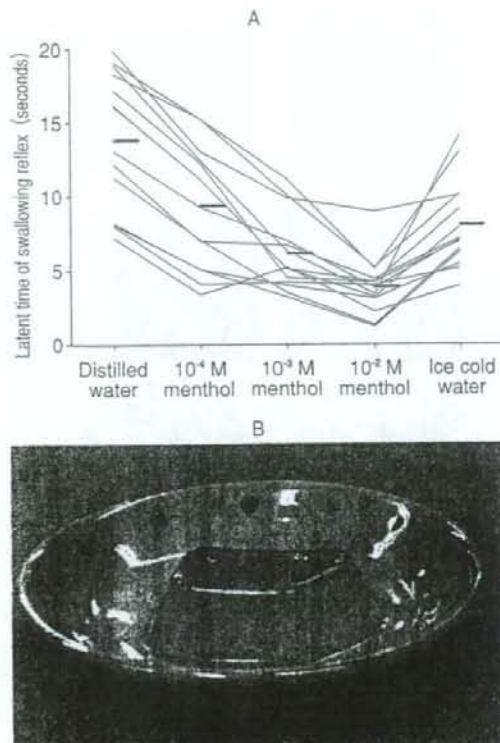 A
Latent time of swallowing reflex (seconds)
20
15
10
5
0
Distilled water
10⁻⁴ M menthol
10⁻³ M menthol
10⁻² M menthol
Ice cold water
B